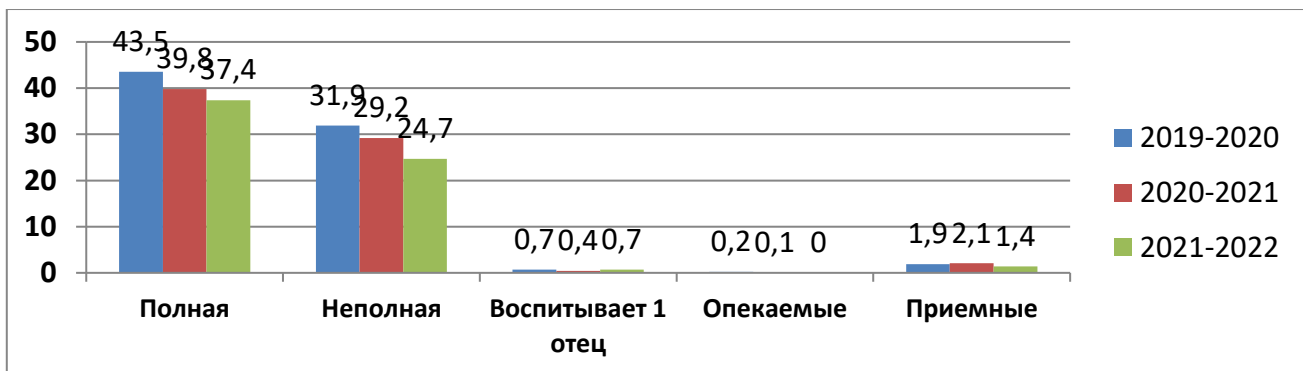 50
40
30
20
10
0
43,5
39,8
37,4
31,9
29,2
24,7
0,7 0,4 0,7
0,2 0,1 0
1,9 2,1 1,4
Полная
Неполная
Воспитывает 1
отец
Опекаемые
Приемные
2019-2020
2020-2021
2021-2022